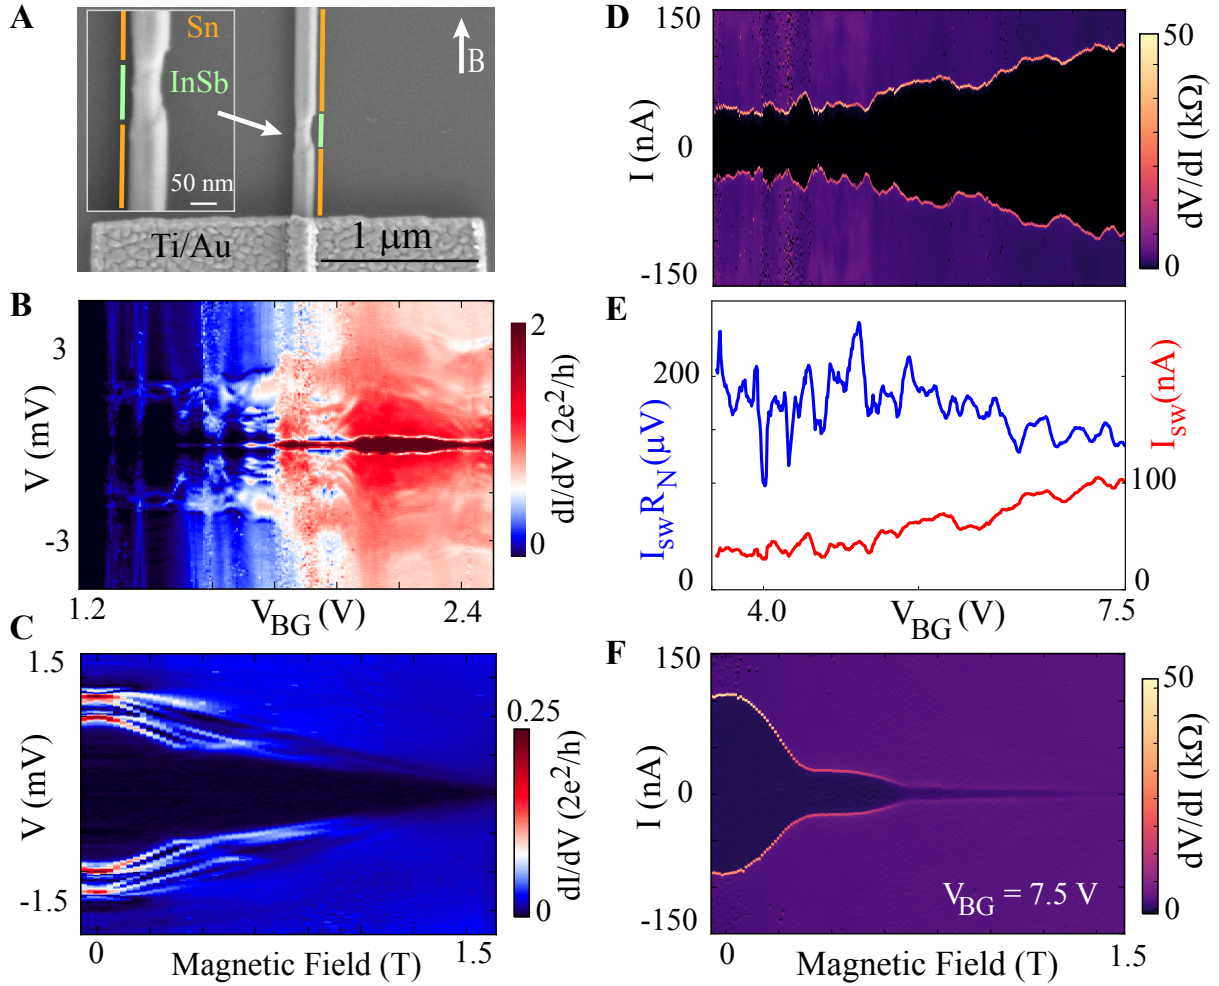 A
Sn
InSb
B
50 nm
Ti/Au
1 μm
B
3
-3
V (mV)
1.2
V_BG (V)
2.4
2
0
dI/dV (2e²/h)
C
1.5
-1.5
V (mV)
0
Magnetic Field (T)
1.5
0.25
0
dI/dV (2e²/h)
D
150
0
-150
I (nA)
50
0
dV/dI (kΩ)
E
200
0
I_sw R_N (μV)
I_sw (nA)
100
0
4.0
V_BG (V)
7.5
F
150
0
-150
I (nA)
V_BG = 7.5 V
0
Magnetic Field (T)
1.5
50
0
dV/dI (kΩ)